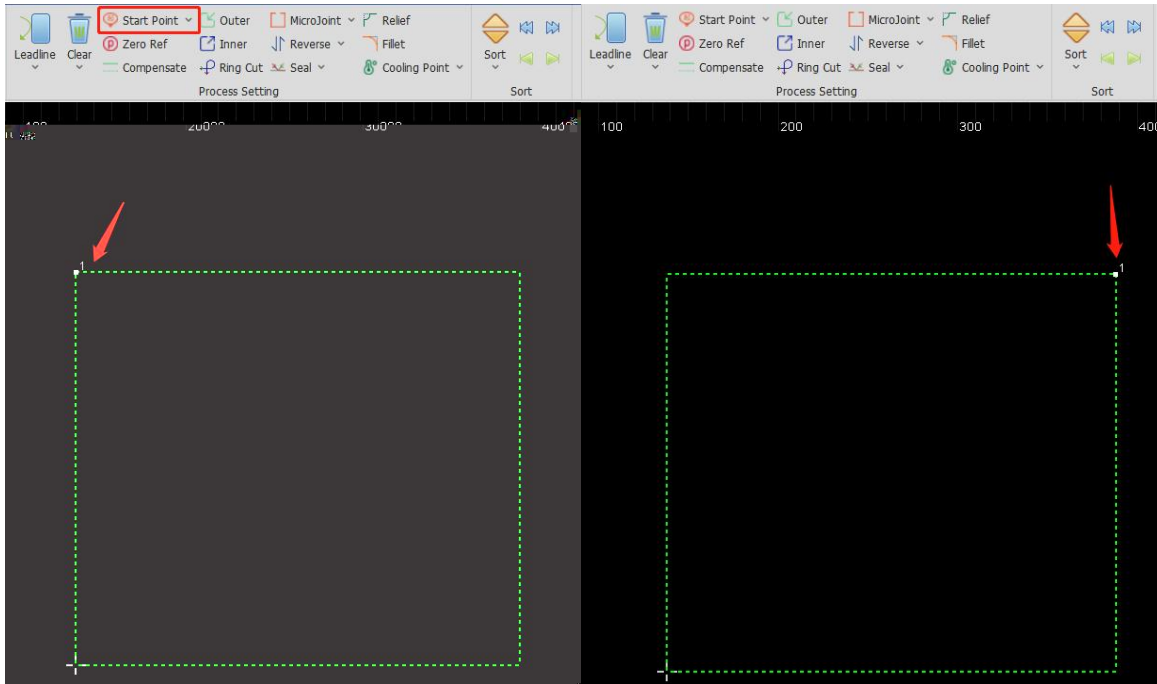 Start Point Outer MicroJoint Relief
Leadline Clear Zero Ref Inner Reverse Fillet Sort
Compensate Ring Cut Seal Cooling Point
Process Setting Sort
Start Point Outer MicroJoint Relief
Leadline Clear Zero Ref Inner Reverse Fillet Sort
Compensate Ring Cut Seal Cooling Point
Process Setting Sort
100 200 300
1
1